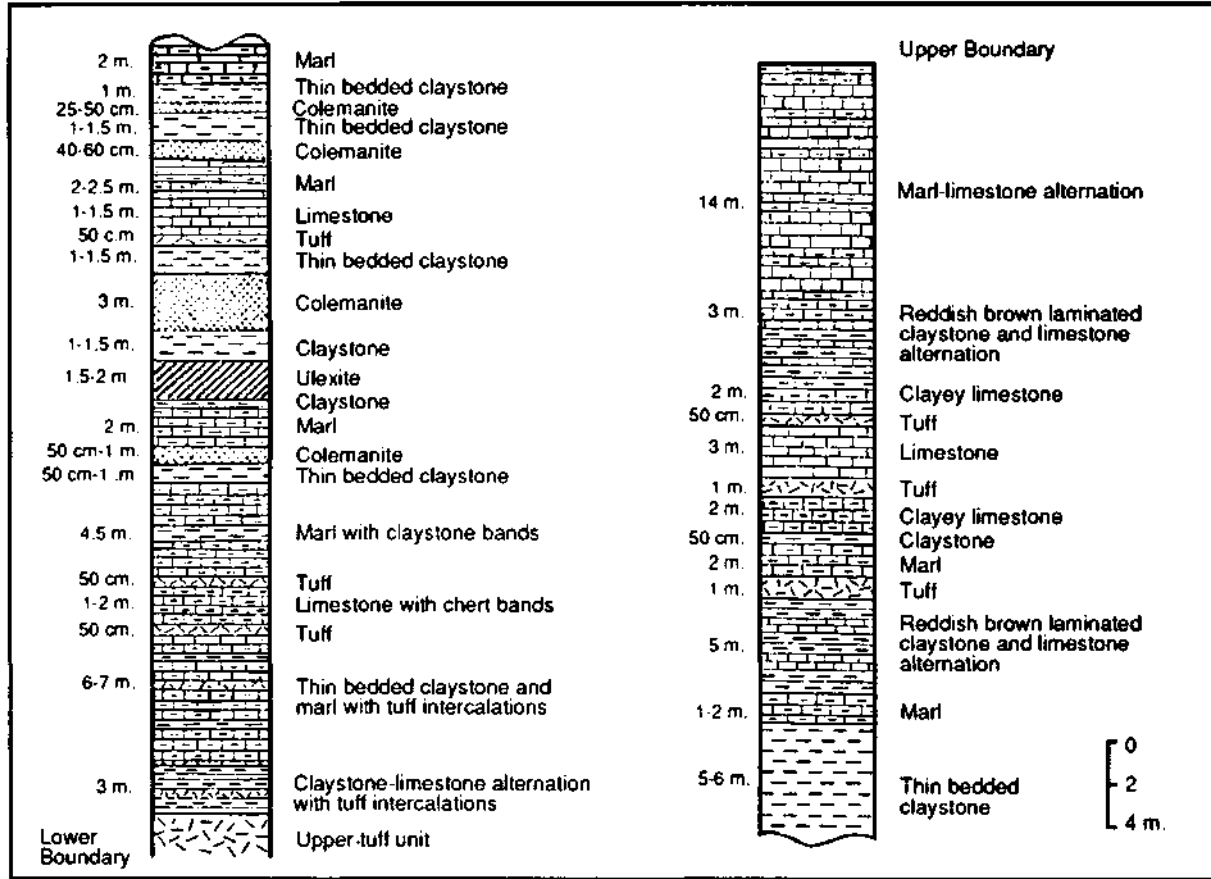 2 m. Marl
1 m. Thin bedded claystone
25-50 cm. Colemanite
1-1.5 m. Thin bedded claystone
40-60 cm. Colemanite
2-2.5 m. Marl
1-1.5 m. Limestone
50 c.m Tuff
1-1.5 m. Thin bedded claystone
3 m. Colemanite
1-1.5 m. Claystone
1.5-2 m Ulexite
Claystone
2 m. Marl
50 cm-1 m. Colemanite
50 cm-1 .m Thin bedded claystone
4.5 m. Marl with claystone bands
50 cm. Tuff
1-2 m. Limestone with chert bands
50 cm. Tuff
6-7 m. Thin bedded claystone and
marl with tuff intercalations
3 m. Claystone-limestone alternation
with tuff intercalations
Lower
Boundary
Upper-tuff unit
Upper Boundary
14 m. Marl-limestone alternation
3 m. Reddish brown laminated
claystone and limestone
alternation
2 m. Clayey limestone
50 cm. Tuff
3 m. Limestone
1 m. Tuff
2 m. Clayey limestone
50 cm. Claystone
2 m. Marl
1 m. Tuff
Reddish brown laminated
5 m. claystone and limestone
alternation
1-2 m. Marl
5-6 m. Thin bedded
claystone
0
2
4 m.